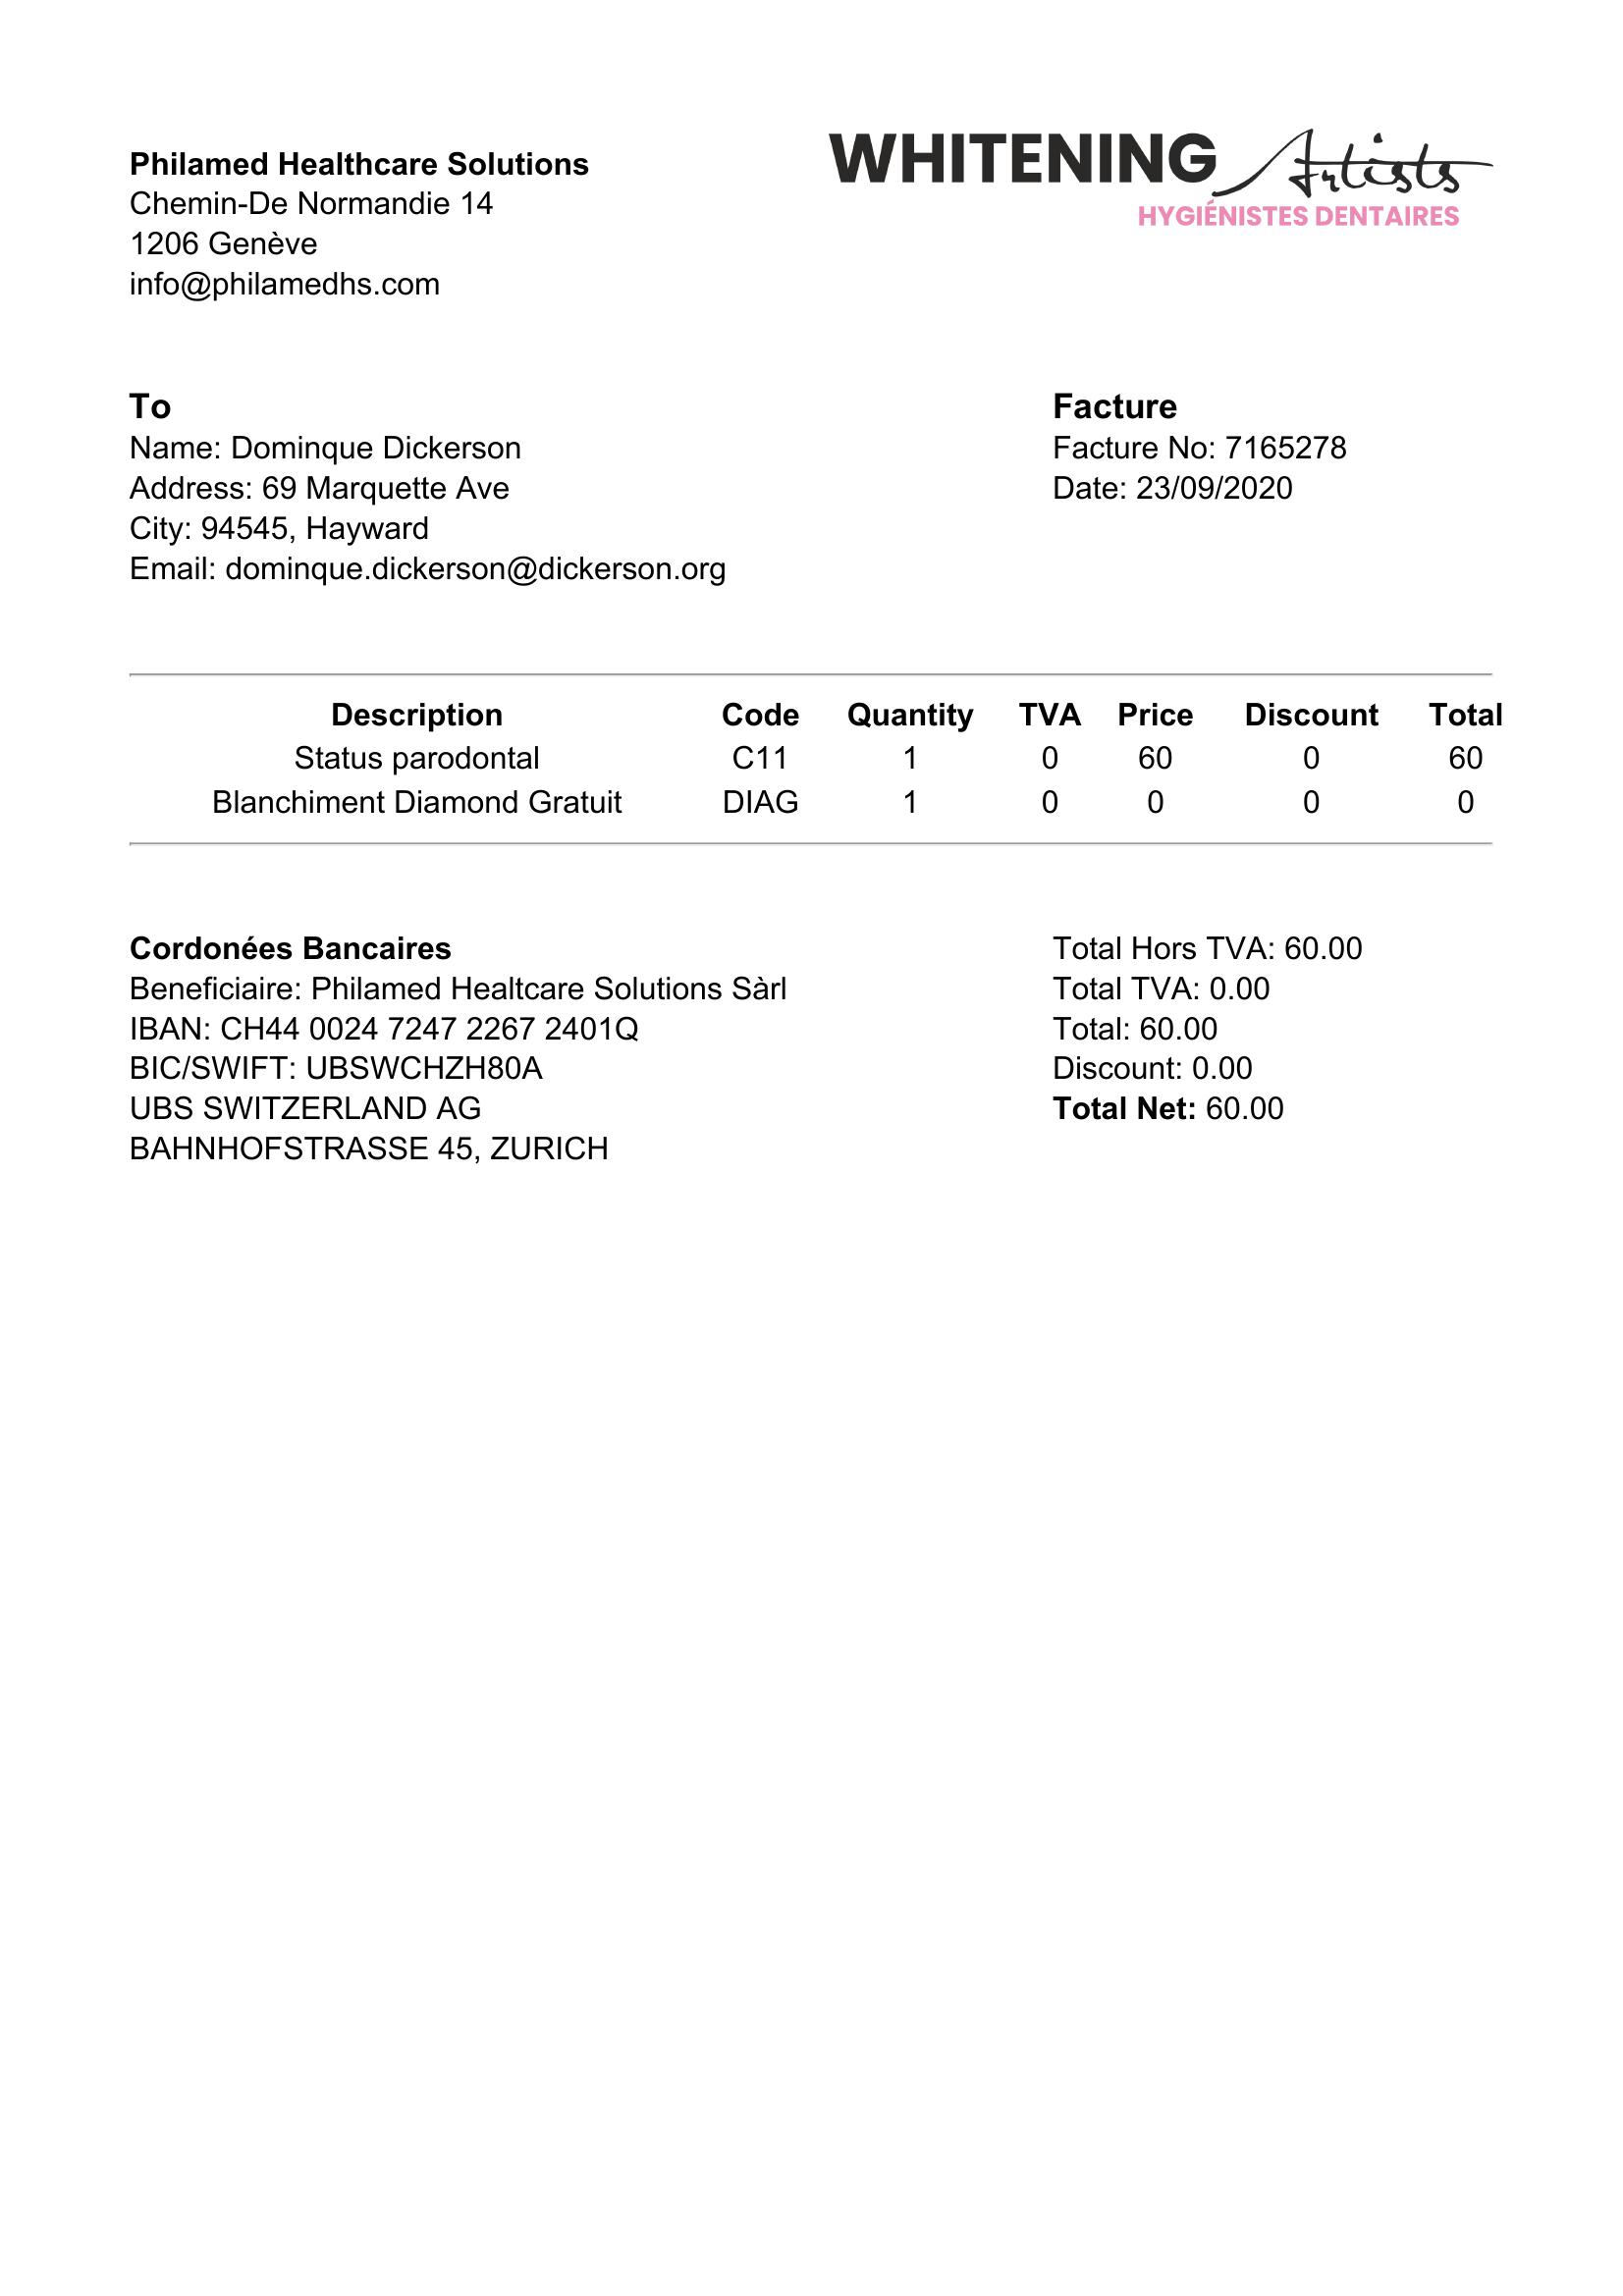 Philamed Healthcare Solutions
Chemin-De Normandie 14
1206 Genève
info@philamedhs.com
WHITENING Artists
HYGIÉNISTES DENTAIRES
To
Name: Dominque Dickerson
Address: 69 Marquette Ave
City: 94545, Hayward
Email: dominque.dickerson@dickerson.org
Facture
Facture No: 7165278
Date: 23/09/2020
Description Code Quantity TVA Price Discount Total
Status parodontal C11 1 0 60 0 60
Blanchiment Diamond Gratuit DIAG 1 0 0 0 0
Cordonées Bancaires
Beneficiaire: Philamed Healtcare Solutions Sàrl
IBAN: CH44 0024 7247 2267 2401Q
BIC/SWIFT: UBSWCHZH80A
UBS SWITZERLAND AG
BAHNHOFSTRASSE 45, ZURICH
Total Hors TVA: 60.00
Total TVA: 0.00
Total: 60.00
Discount: 0.00
Total Net: 60.00